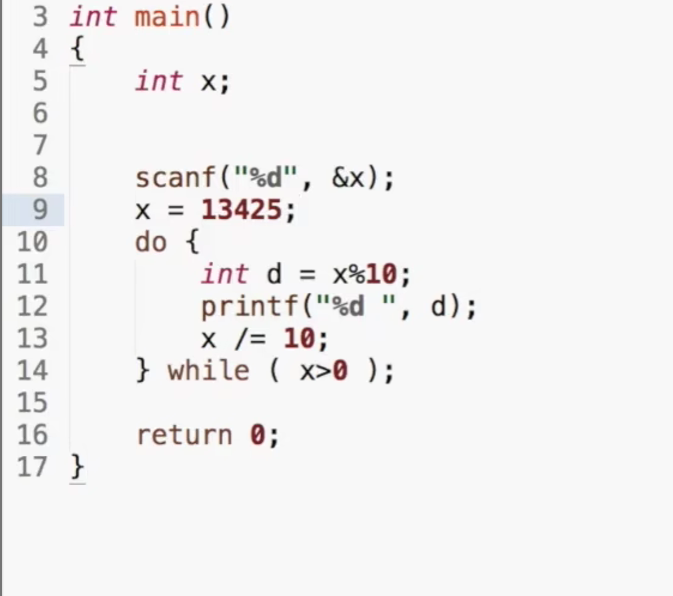 3 int main()
4 {
5     int x;
6
7
8     scanf("%d", &x);
9     x = 13425;
10     do {
11         int d = x%10;
12         printf("%d ", d);
13         x /= 10;
14     } while ( x>0 );
15
16     return 0;
17 }